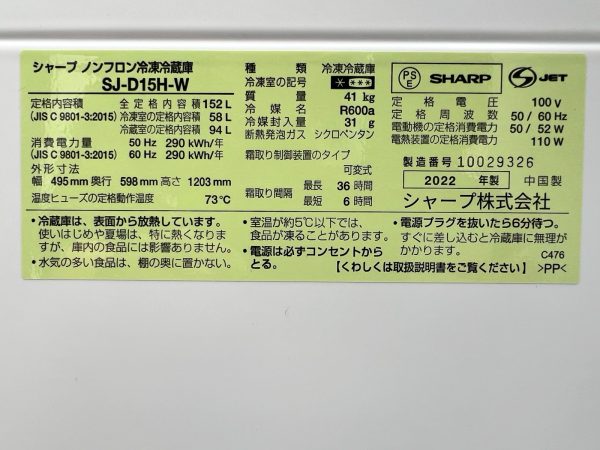 シャープ ノンフロン冷凍冷蔵庫
SJ-D15H-W
定格内容積 全定格内容積 152 L
(JIS C 9801-3:2015) 冷凍室の定格内容積 58 L
冷蔵室の定格内容積 94 L
消費電力量 50 Hz 290 kWh/年
(JIS C 9801-3:2015) 60 Hz 290 kWh/年
外形寸法
幅 495mm 奥行 598mm 高さ 1203mm
温度ヒューズの定格動作温度 73℃
種類 冷凍冷蔵庫
冷凍室の記号 * ***
質量 41 kg
冷媒名 R600a
冷媒封入量 31 g
断熱発泡ガス シクロペンタン
霜取り制御装置のタイプ
可変式
霜取り間隔 最長 36 時間
最短 6 時間
PS
E
SHARP
JET
定格電圧 100 V
定格周波数 50 / 60 Hz
電動機の定格消費電力 50 / 52 W
電熱装置の定格消費電力 110 W
製造番号 10029326
2022 年製 中国製
シャープ株式会社
・冷蔵庫は、表面から放熱しています。
使いはじめや夏場は、特に熱くなりま
すが、庫内の食品には影響ありません。
・水気の多い食品は、棚の奥に置かない。
・室温が約5℃以下では、
食品が凍ることがあります。
・電源は必ずコンセントから
とる。
・電源プラグを抜いたら6分待つ。
すぐに差し込むと冷蔵庫に無理が
かかります。
C476
【くわしくは取扱説明書をご覧ください】 >PP<